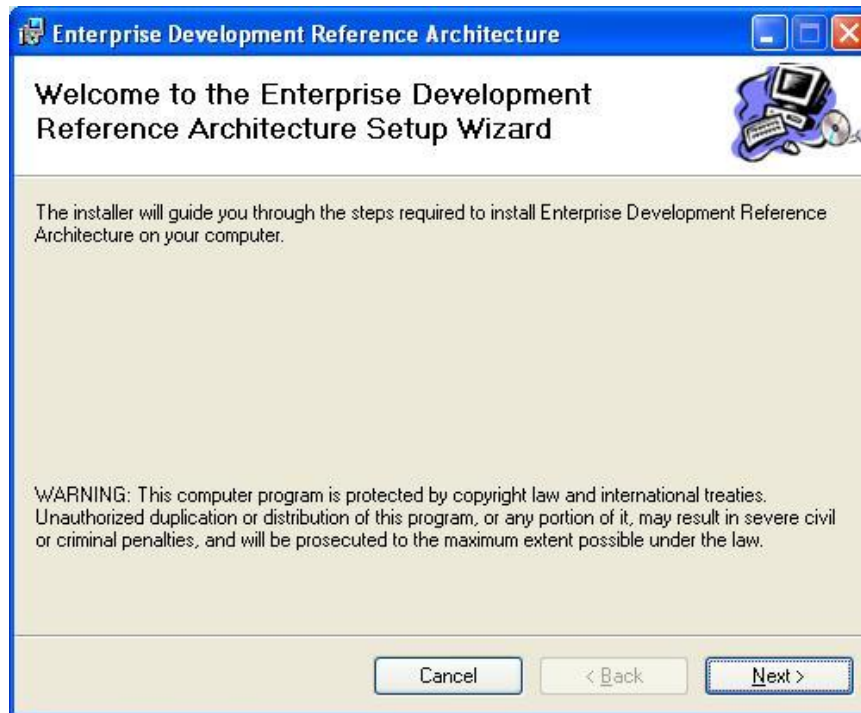 Enterprise Development Reference Architecture
Welcome to the Enterprise Development
Reference Architecture Setup Wizard
The installer will guide you through the steps required to install Enterprise Development Reference
Architecture on your computer.
WARNING: This computer program is protected by copyright law and international treaties.
Unauthorized duplication or distribution of this program, or any portion of it, may result in severe civil
or criminal penalties, and will be prosecuted to the maximum extent possible under the law.
Cancel < Back Next >